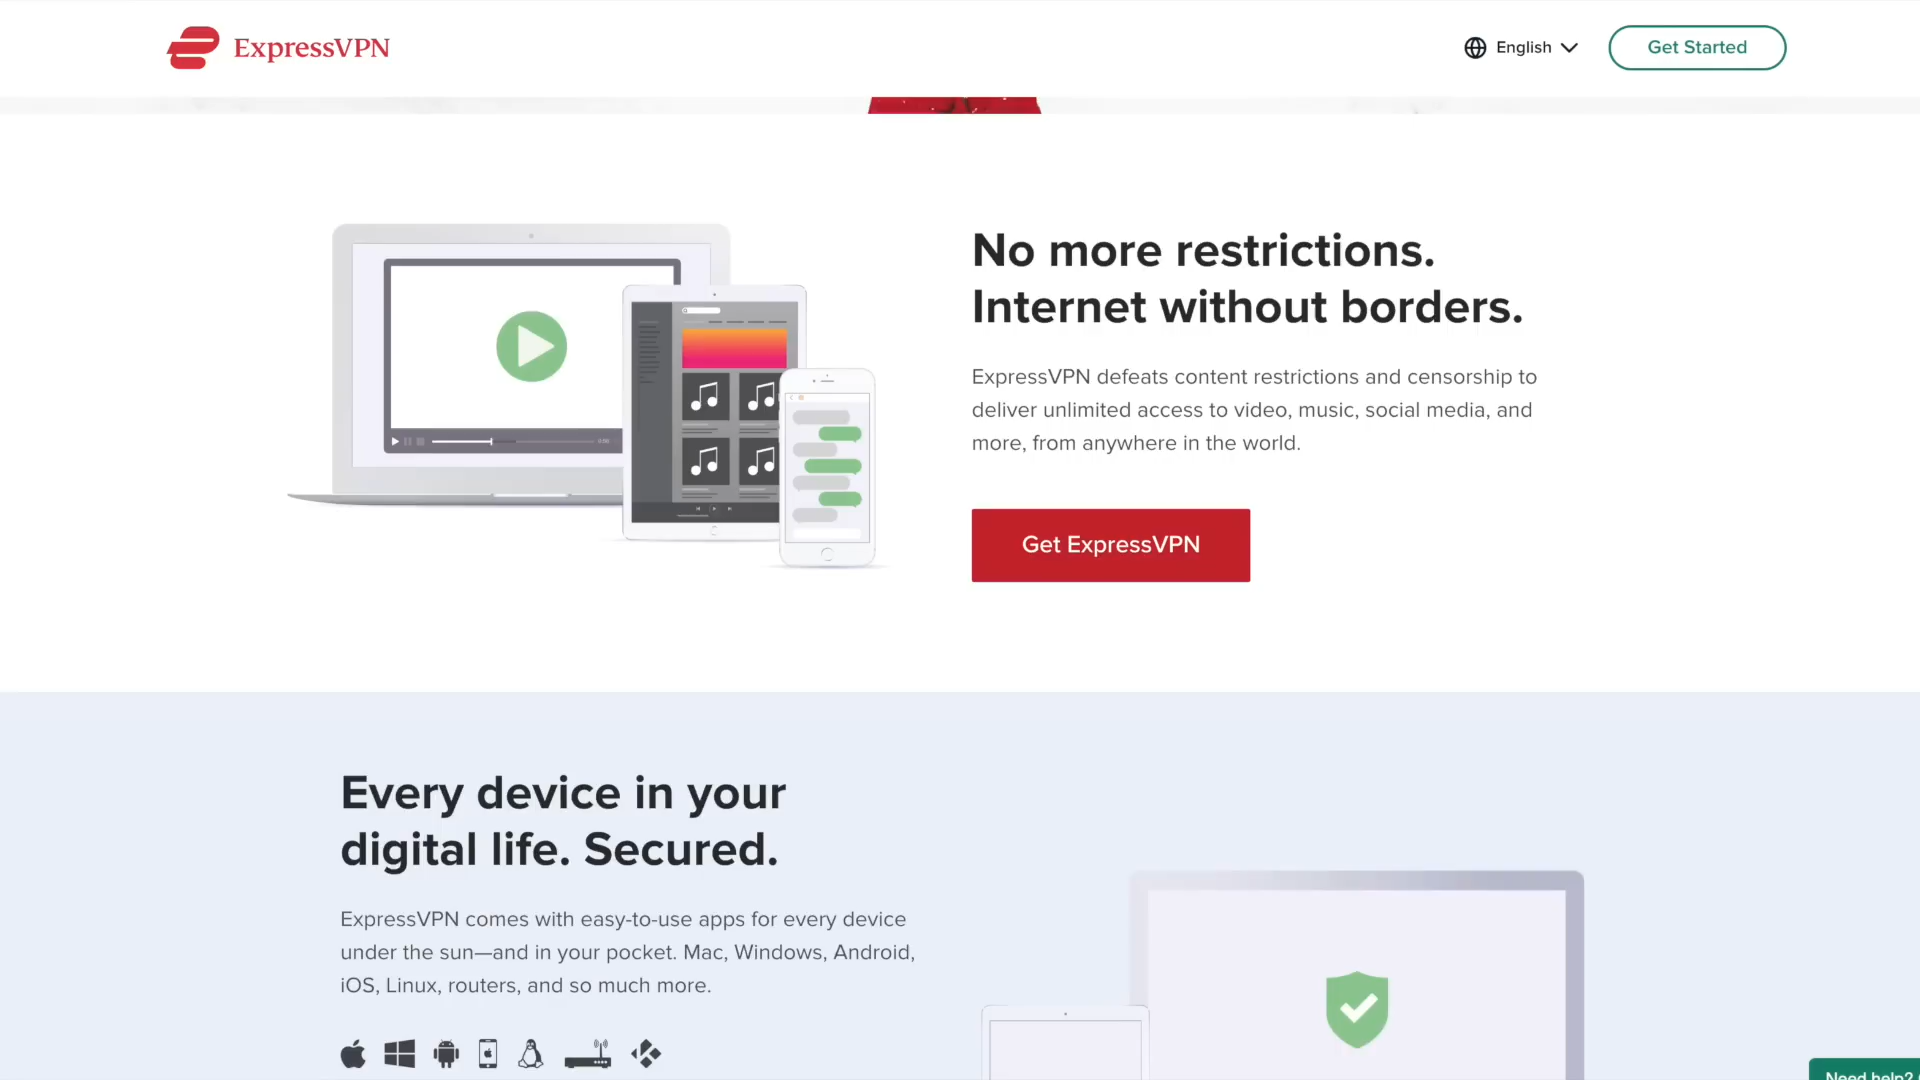 ExpressVPN
English
Get Started
No more restrictions.
Internet without borders.
ExpressVPN defeats content restrictions and censorship to
deliver unlimited access to video, music, social media, and
more, from anywhere in the world.
Get ExpressVPN
Every device in your
digital life. Secured.
ExpressVPN comes with easy-to-use apps for every device
under the sun—and in your pocket. Mac, Windows, Android,
iOS, Linux, routers, and so much more.
Need help?